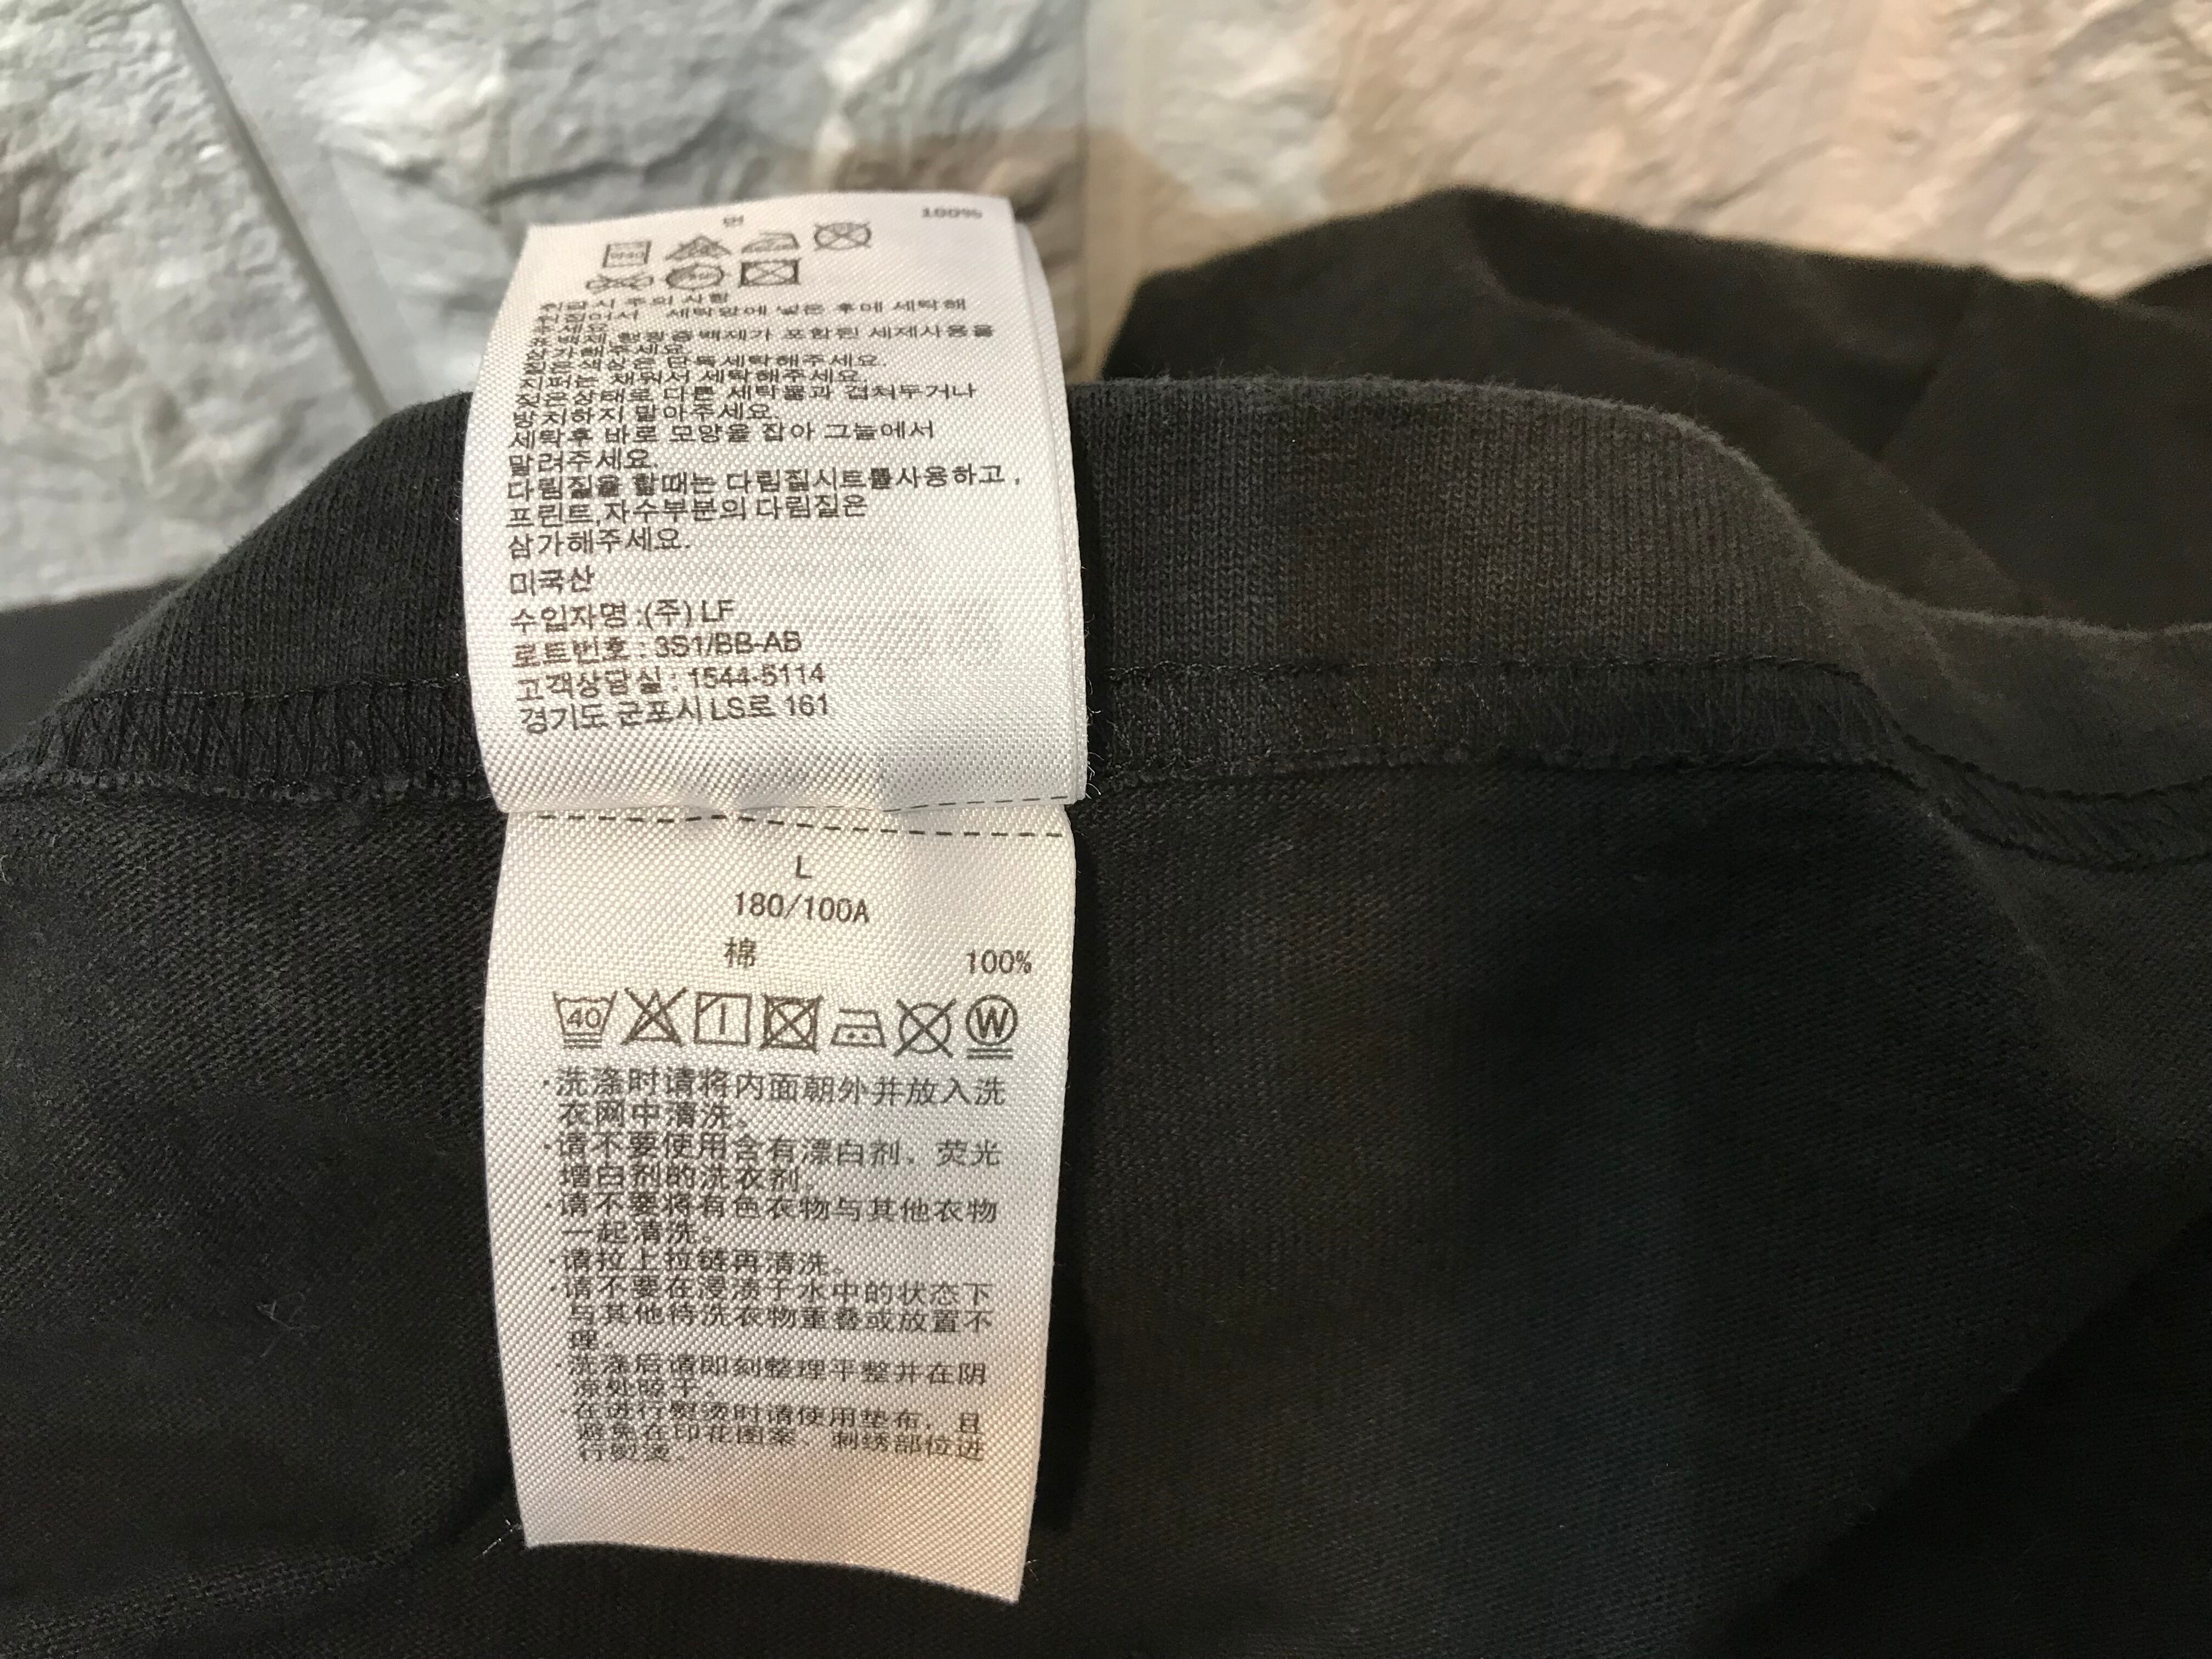 면 100%
취급시 주의 사항
뒤집어서 세탁망에 넣은 후에 세탁해
주세요
표백제,형광증백제가 포함된 세제사용을
삼가해주세요.
짙은색상은 단독세탁해주세요.
지퍼는 채워서 세탁해주세요
젖은상태로 다른 세탁물과 겹쳐두거나
방치하지 말아주세요.
세탁후 바로 모양을 잡아 그늘에서
말려주세요.
다림질을 할때는 다림질시트를사용하고 ,
프린트,자수부분의 다림질은
삼가해주세요.
미국산
수입자명 :(주) LF
로트번호 : 3S1/BB-AB
고객상담실 : 1544-5114
경기도 군포시 LS로 161
L
180/100A
棉 100%
40 W
·洗涤时请将内面朝外并放入洗
衣网中清洗。
·请不要使用含有漂白剂、荧光
增白剂的洗衣剂。
·请不要将有色衣物与其他衣物
一起清洗。
·请拉上拉链再清洗。
·请不要在浸渍于水中的状态下
与其他待洗衣物重叠或放置不
理。
·洗涤后请即刻整理平整并在阴
凉处晾干。
·在进行熨烫时请使用垫布，且
避免在印花图案、刺绣部位进
行熨烫。